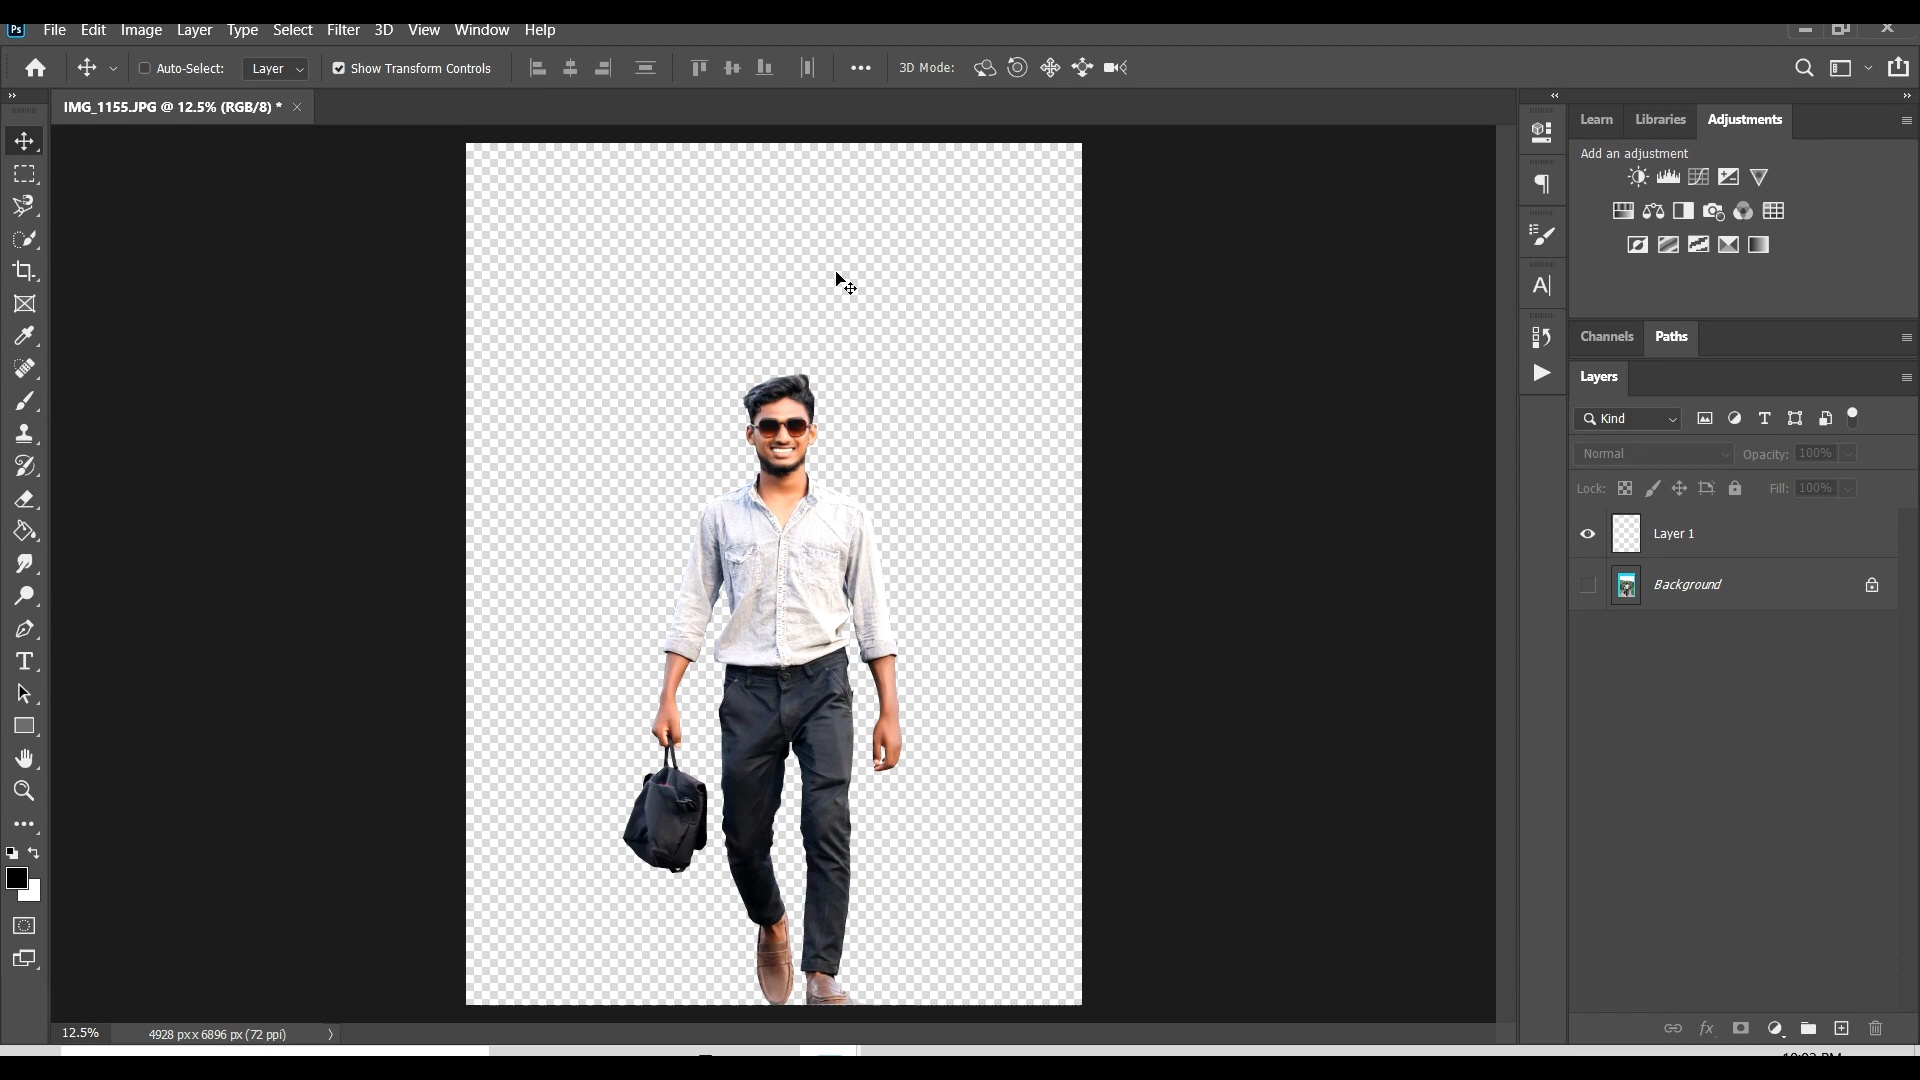 Ps File Edit Image Layer Type Select Filter 3D View Window Help
Auto-Select: Layer Show Transform Controls 3D Mode:
IMG_1155.JPG @ 12.5% (RGB/8) *
Learn Libraries Adjustments
Add an adjustment
Channels Paths
Layers
Kind
Normal Opacity: 100%
Lock: Fill: 100%
Layer 1
Background
12.5% 4928 px x 6896 px (72 ppi)